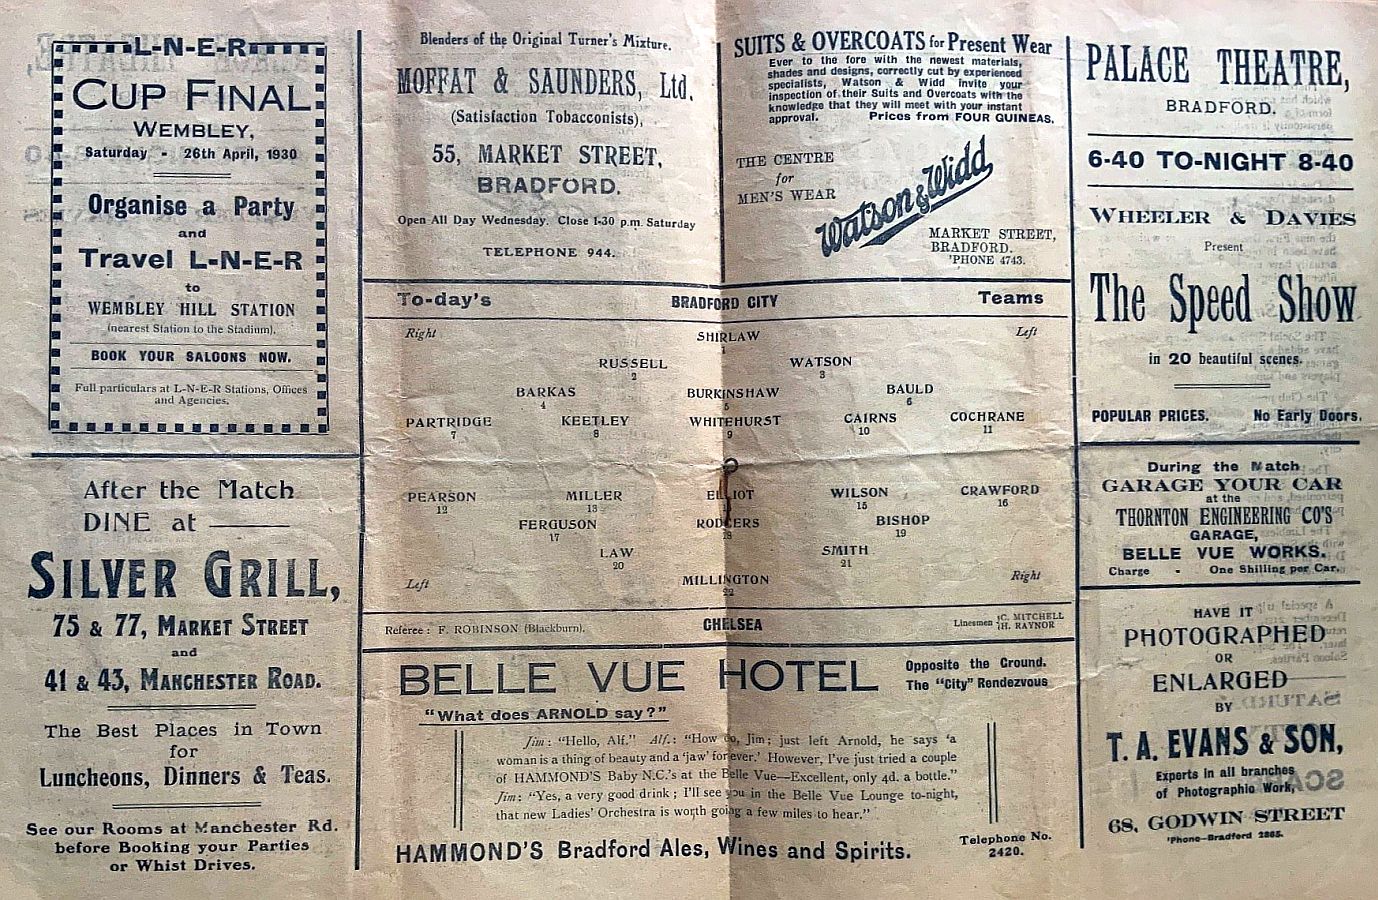 L-N-E-R
CUP FINAL
WEMBLEY,
Saturday - 26th April, 1930
Organise a Party
and
Travel L-N-E-R
to
WEMBLEY HILL STATION
(nearest Station to the Stadium).
BOOK YOUR SALOONS NOW.
Full particulars at L-N-E-R Stations, Offices
and Agencies.
After the Match
DINE at
SILVER GRILL,
75 & 77, MARKET STREET
and
41 & 43, MANCHESTER ROAD.
The Best Places in Town
for
Luncheons, Dinners & Teas.
See our Rooms at Manchester Rd.
before Booking your Parties
or Whist Drives.
Blenders of the Original Turner's Mixture.
MOFFAT & SAUNDERS, Ltd.
(Satisfaction Tobacconists),
55, MARKET STREET,
BRADFORD.
Open All Day Wednesday. Close 1-30 p.m. Saturday
TELEPHONE 944.
SUITS & OVERCOATS for Present Wear
Ever to the fore with the newest materials,
shades and designs, correctly cut by experienced
specialists, Watson & Widd invite your
inspection of their Suits and Overcoats with the
knowledge that they will meet with your instant
approval. Prices from FOUR GUINEAS.
THE CENTRE
for
MEN'S WEAR
Watson & Widd
MARKET STREET,
BRADFORD.
'PHONE 4743.
To-day's BRADFORD CITY Teams
Right SHIRLAW Left
1
RUSSELL WATSON
2 3
BARKAS BURKINSHAW BAULD
4 5 6
PARTRIDGE KEETLEY WHITEHURST CAIRNS COCHRANE
7 8 9 10 11
PEARSON MILLER ELLIOT WILSON CRAWFORD
12 13 15 16
FERGUSON RODGERS BISHOP
17 18 19
LAW SMITH
20 21
Left MILLINGTON Right
22
Referee : F. ROBINSON (Blackburn). CHELSEA Linesmen C. MITCHELL
H. RAYNOR
BELLE VUE HOTEL
Opposite the Ground.
The "City" Rendezvous
"What does ARNOLD say?"
Jim: "Hello, Alf." Alf.: "How do, Jim; just left Arnold, he says 'a
woman is a thing of beauty and a 'jaw' for ever.' However, I've just tried a couple
of HAMMOND'S Baby N.C.'s at the Belle Vue—Excellent, only 4d. a bottle."
Jim: "Yes, a very good drink; I'll see you in the Belle Vue Lounge to-night,
that new Ladies' Orchestra is worth going a few miles to hear."
HAMMOND'S Bradford Ales, Wines and Spirits.
Telephone No.
2420.
PALACE THEATRE,
BRADFORD.
6-40 TO-NIGHT 8-40
WHEELER & DAVIES
Present
The Speed Show
in 20 beautiful scenes.
POPULAR PRICES. No Early Doors.
During the Match
GARAGE YOUR CAR
at the
THORNTON ENGINEERING CO'S
GARAGE,
BELLE VUE WORKS.
Charge - One Shilling per Car.
HAVE IT
PHOTOGRAPHED
OR
ENLARGED
BY
T. A. EVANS & SON,
Experts in all branches
of Photographic Work,
68, GODWIN STREET
'Phone—Bradford 2865.